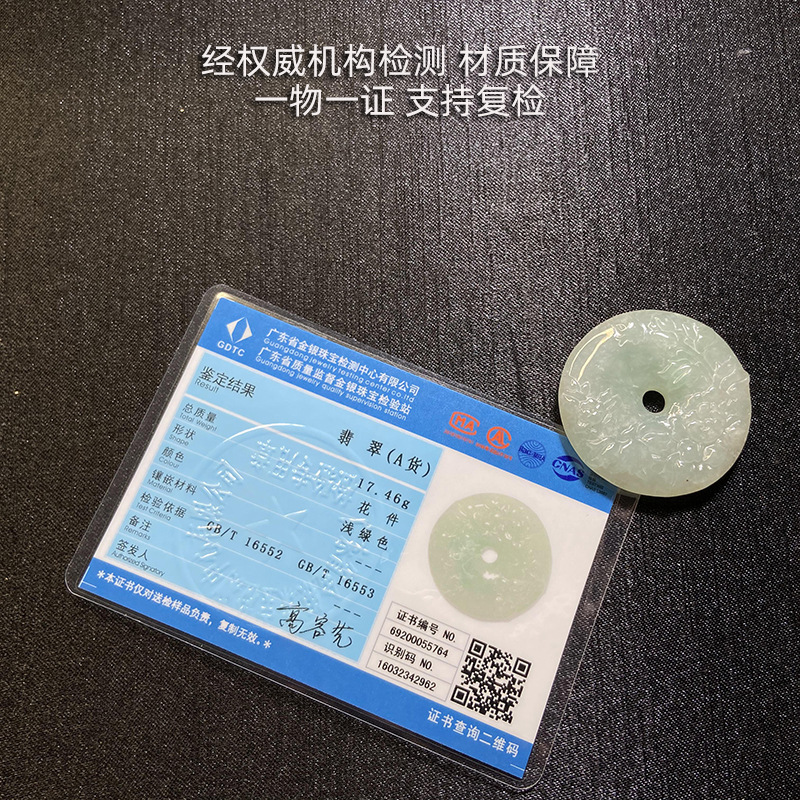 经权威机构检测 材质保障
一物一证 支持复检
GDTC
广东省金银珠宝检测中心有限公司
Guangdong jewelry testing center co.ltd
广东省质量监督金银珠宝检验站
Guangdong jewelry quality supervision station
鉴定结果
Result
翡翠(A货)
总质量 17.46g
Total Weight
形状 花件
Shape
颜色 浅绿色
Colour
镶嵌材料 ---
Material
检验依据 GB/T 16552 GB/T 16553
Test Criteria
备注 ---
Remarks
签发人
Authorized Signatory
*本证书仅对送检样品负责，复制无效。*
MA
CNAS
证书编号 NO.
69200055764
识别码 NO.
16032342962
证书查询二维码